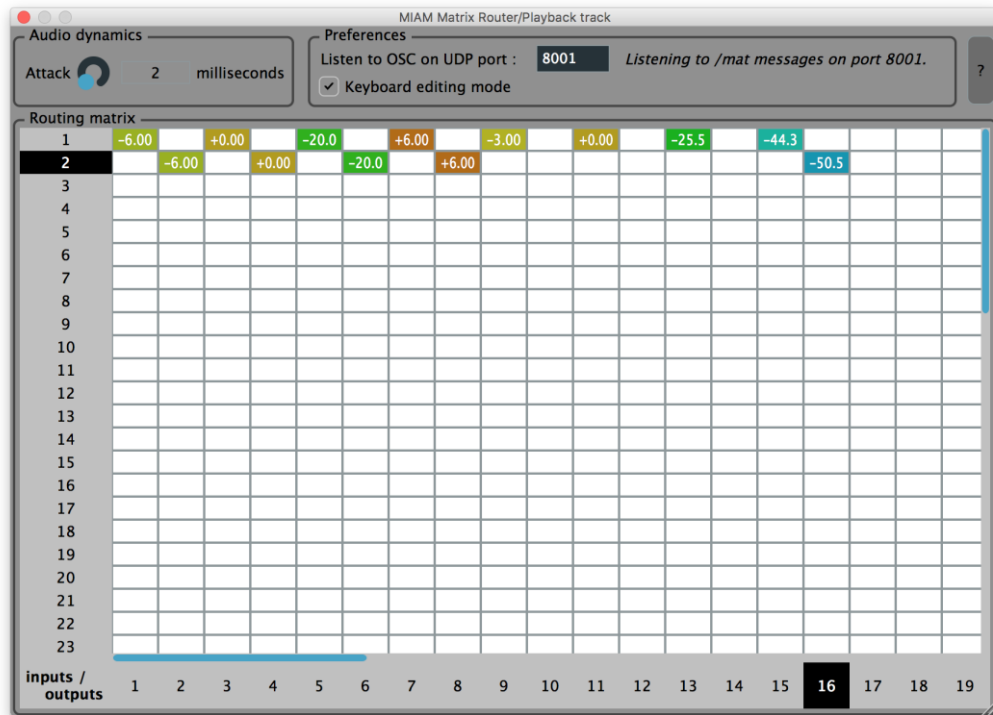 MIAM Matrix Router/Playback track
Audio dynamics
Attack 2 milliseconds
Preferences
Listen to OSC on UDP port : 8001 Listening to /mat messages on port 8001.
Keyboard editing mode
?
Routing matrix
1 −6.00 +0.00 −20.0 +6.00 −3.00 +0.00 −25.5 −44.3
2 −6.00 +0.00 −20.0 +6.00 −50.5
3
4
5
6
7
8
9
10
11
12
13
14
15
16
17
18
19
20
21
22
23
inputs /
outputs 1 2 3 4 5 6 7 8 9 10 11 12 13 14 15 16 17 18 19